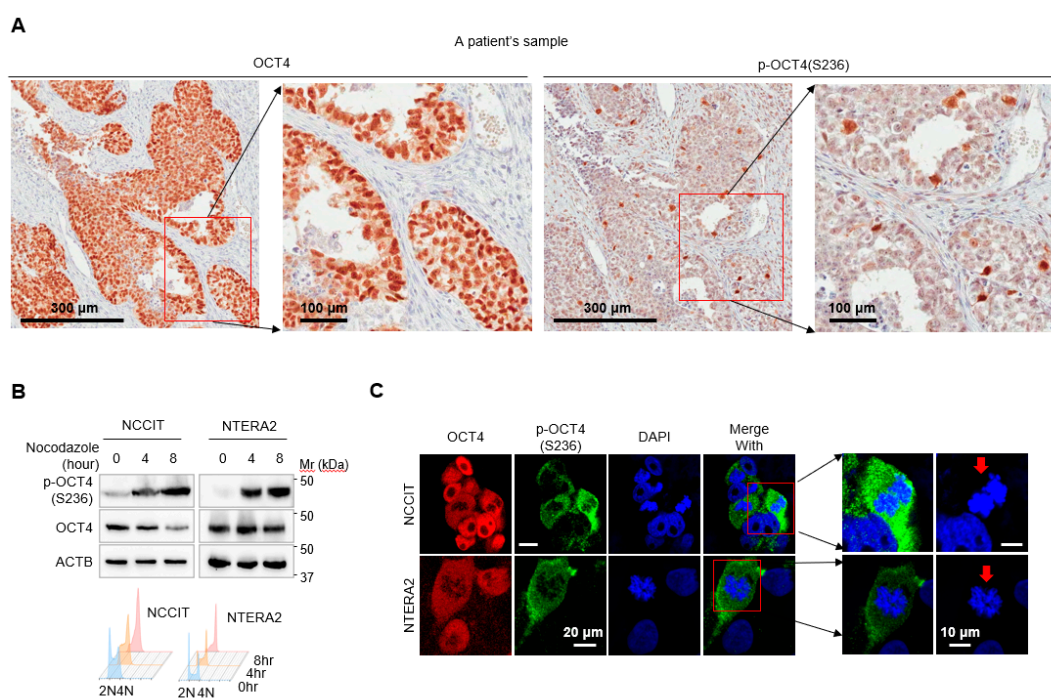 A
A patient's sample
OCT4
p-OCT4(S236)
300 µm
100 µm
300 µm
100 µm
B
NCCIT
NTERA2
Nocodazole
(hour)
0 4 8 0 4 8
Mr (kDa)
p-OCT4
(S236)
50
OCT4
50
ACTB
50
37
NCCIT
NTERA2
8hr
4hr
0hr
2N4N
2N 4N
C
OCT4
p-OCT4
(S236)
DAPI
Merge
With
NCCIT
NTERA2
20 µm
10 µm